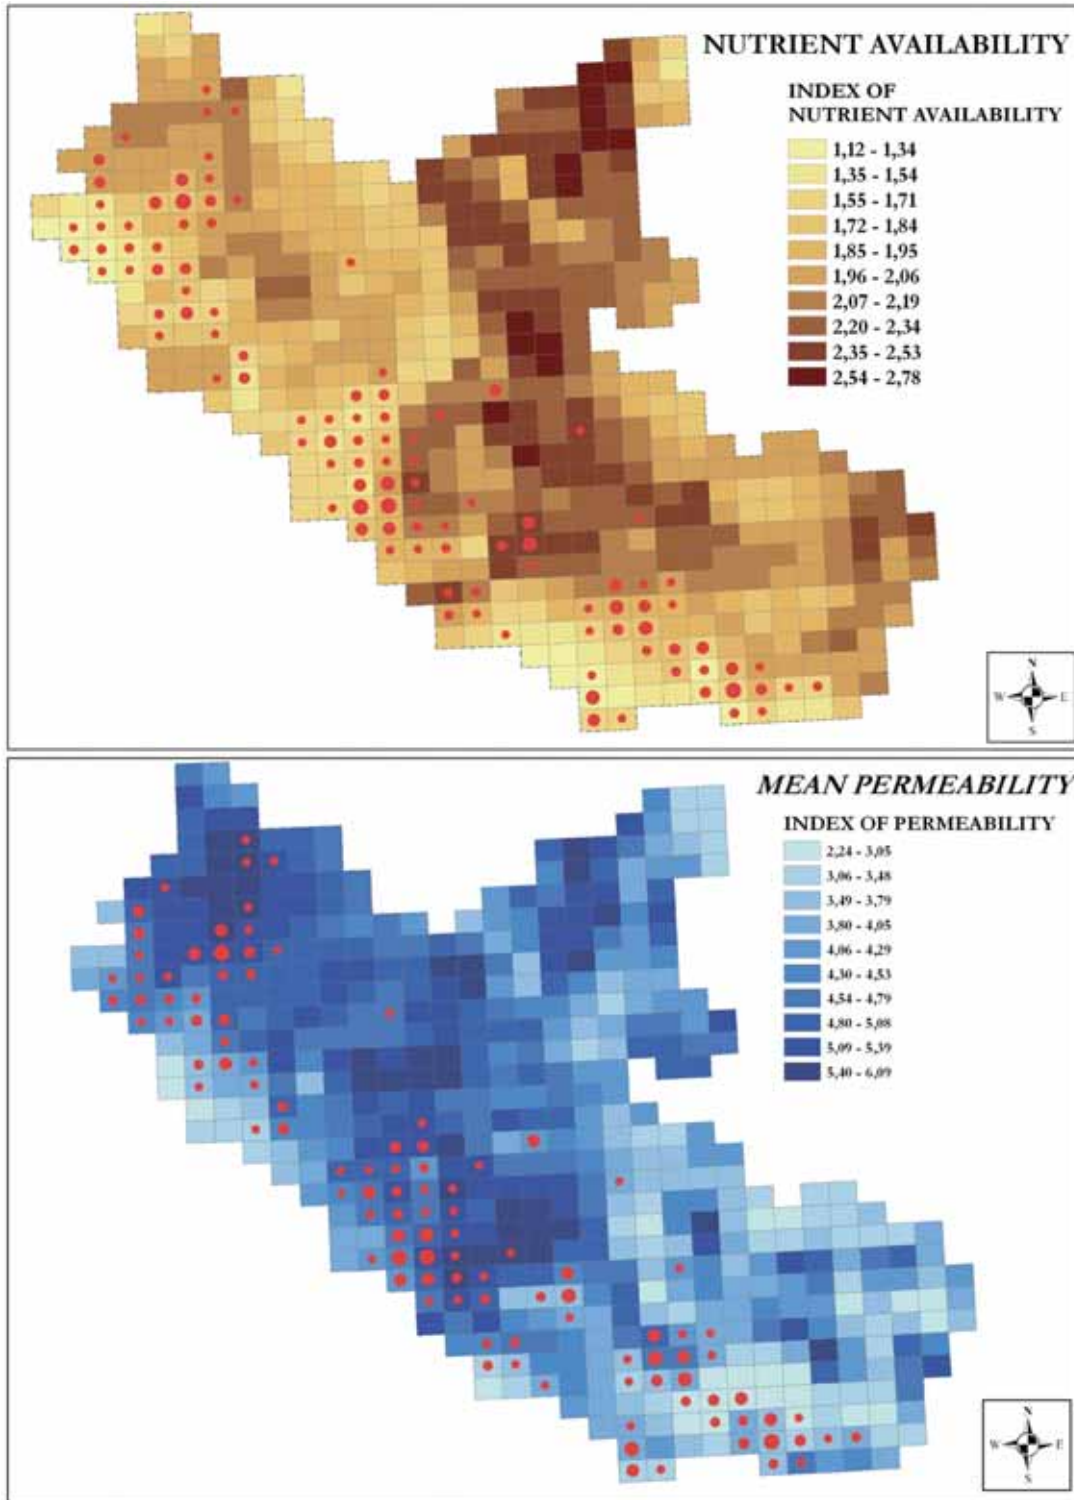 NUTRIENT AVAILABILITY
INDEX OF
NUTRIENT AVAILABILITY
1,12 - 1,34
1,35 - 1,54
1,55 - 1,71
1,72 - 1,84
1,85 - 1,95
1,96 - 2,06
2,07 - 2,19
2,20 - 2,34
2,35 - 2,53
2,54 - 2,78
N
W E
S
MEAN PERMEABILITY
INDEX OF PERMEABILITY
2,24 - 3,05
3,06 - 3,48
3,49 - 3,79
3,80 - 4,05
4,06 - 4,29
4,30 - 4,53
4,54 - 4,79
4,80 - 5,08
5,09 - 5,39
5,40 - 6,09
N
W E
S